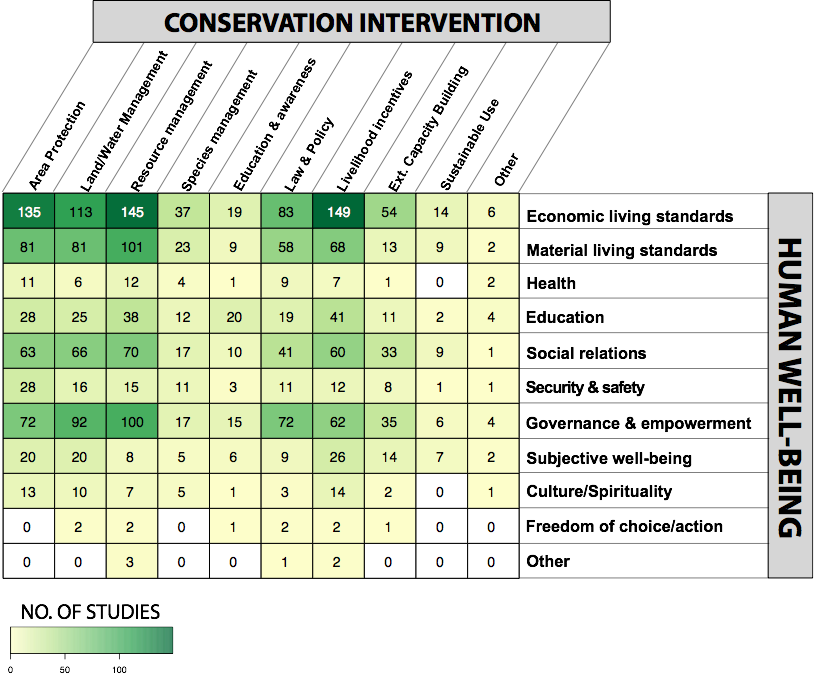 CONSERVATION INTERVENTION
Area Protection
Land/Water Management
Resource management
Species management
Education & awareness
Law & Policy
Livelihood incentives
Ext. Capacity Building
Sustainable Use
Other
135 113 145 37 19 83 149 54 14 6 Economic living standards
81 81 101 23 9 58 68 13 9 2 Material living standards
11 6 12 4 1 9 7 1 0 2 Health
28 25 38 12 20 19 41 11 2 4 Education
63 66 70 17 10 41 60 33 9 1 Social relations
28 16 15 11 3 11 12 8 1 1 Security & safety
72 92 100 17 15 72 62 35 6 4 Governance & empowerment
20 20 8 5 6 9 26 14 7 2 Subjective well-being
13 10 7 5 1 3 14 2 0 1 Culture/Spirituality
0 2 2 0 1 2 2 1 0 0 Freedom of choice/action
0 0 3 0 0 1 2 0 0 0 Other
HUMAN WELL-BEING
NO. OF STUDIES
0 50 100